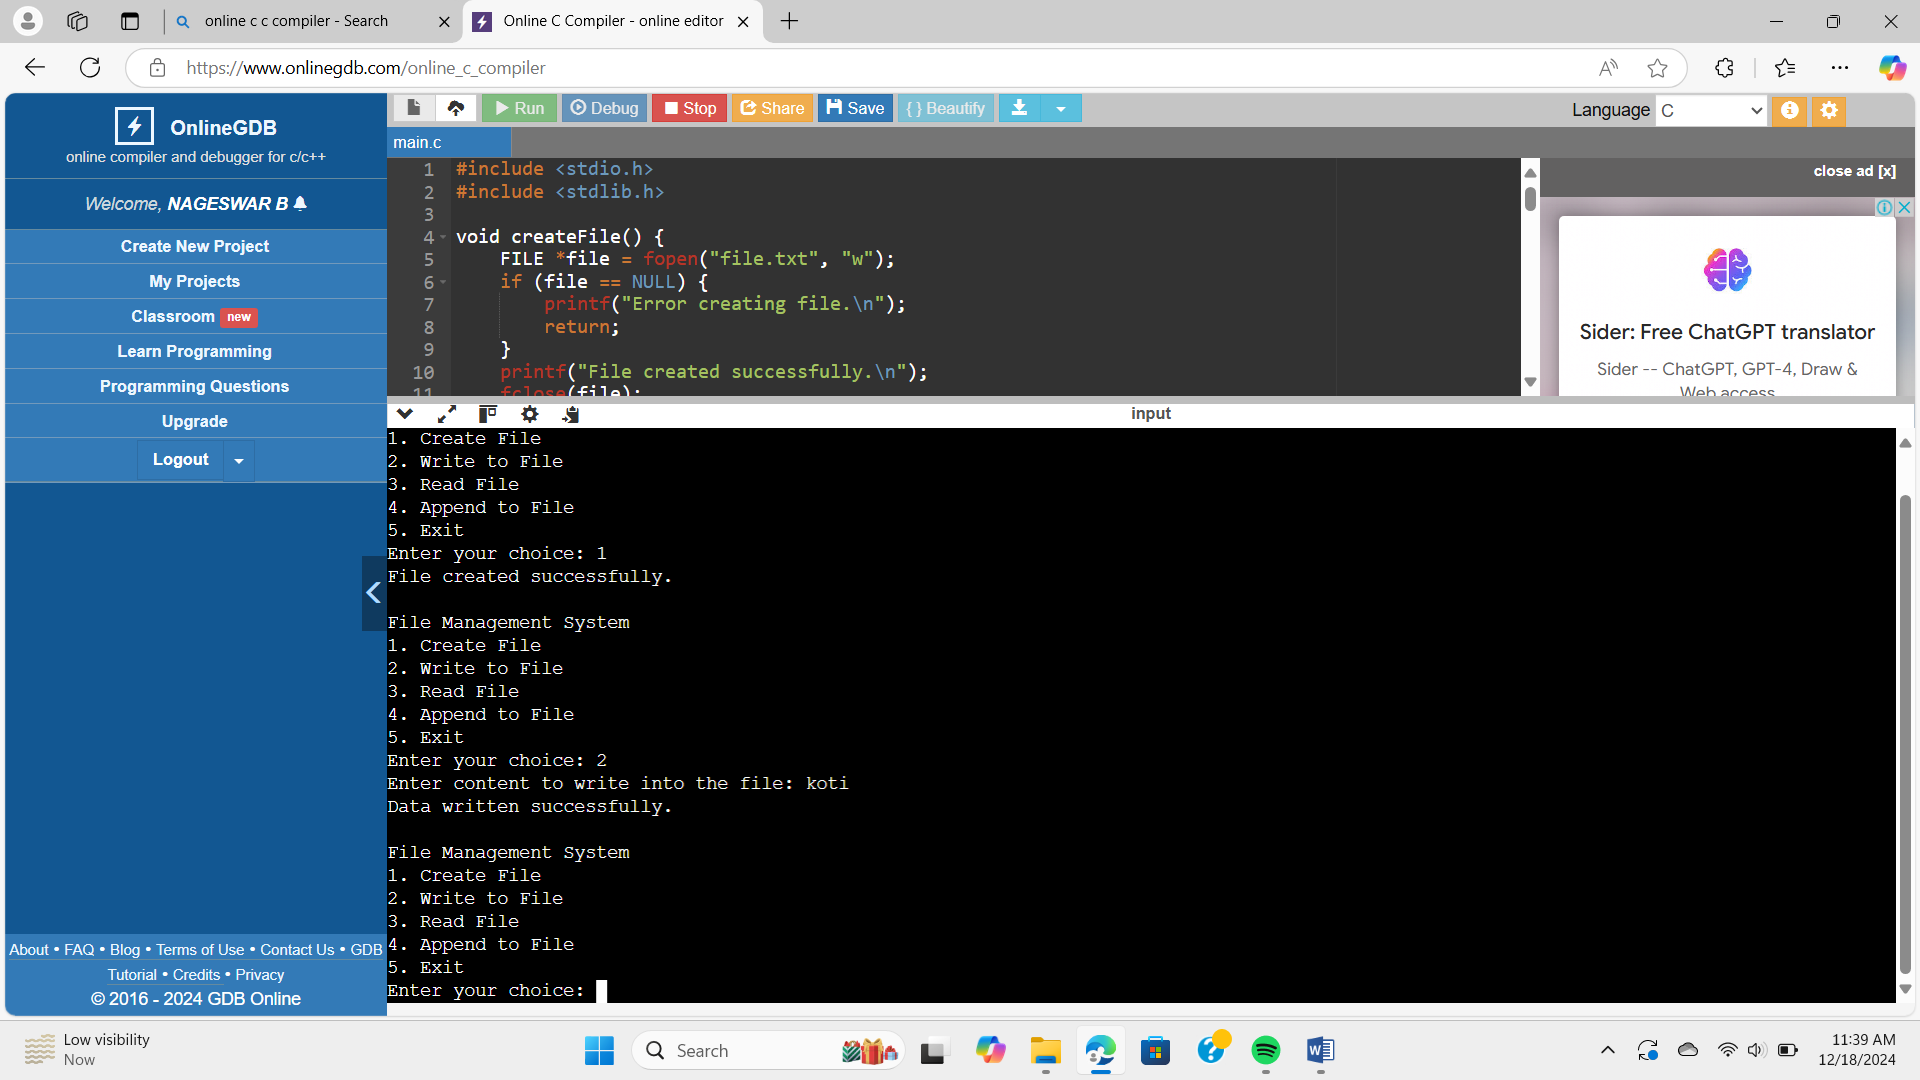 online c c compiler - Search
Online C Compiler - online editor
https://www.onlinegdb.com/online_c_compiler
OnlineGDB
online compiler and debugger for c/c++
Welcome, NAGESWAR B
Create New Project
My Projects
Classroom new
Learn Programming
Programming Questions
Upgrade
Logout
About • FAQ • Blog • Terms of Use • Contact Us • GDB
Tutorial • Credits • Privacy
© 2016 - 2024 GDB Online
Run Debug Stop Share Save { } Beautify
Language C
main.c
1 #include <stdio.h>
2 #include <stdlib.h>
3
4 void createFile() {
5 FILE *file = fopen("file.txt", "w");
6 if (file == NULL) {
7 printf("Error creating file.\n");
8 return;
9 }
10 printf("File created successfully.\n");
11 fclose(file);
close ad [x]
Sider: Free ChatGPT translator
Sider -- ChatGPT, GPT-4, Draw &
Web access
input
1. Create File
2. Write to File
3. Read File
4. Append to File
5. Exit
Enter your choice: 1
File created successfully.
File Management System
1. Create File
2. Write to File
3. Read File
4. Append to File
5. Exit
Enter your choice: 2
Enter content to write into the file: koti
Data written successfully.
File Management System
1. Create File
2. Write to File
3. Read File
4. Append to File
5. Exit
Enter your choice:
Low visibility
Now
Search
11:39 AM
12/18/2024